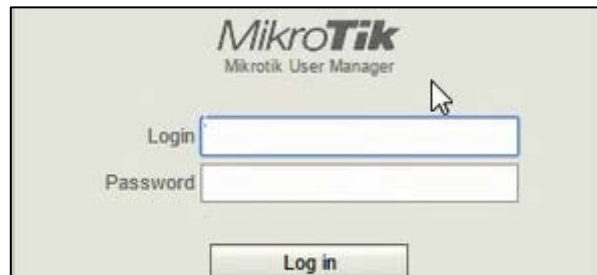 MikroTik
Mikrotik User Manager
Login
Password
Log in